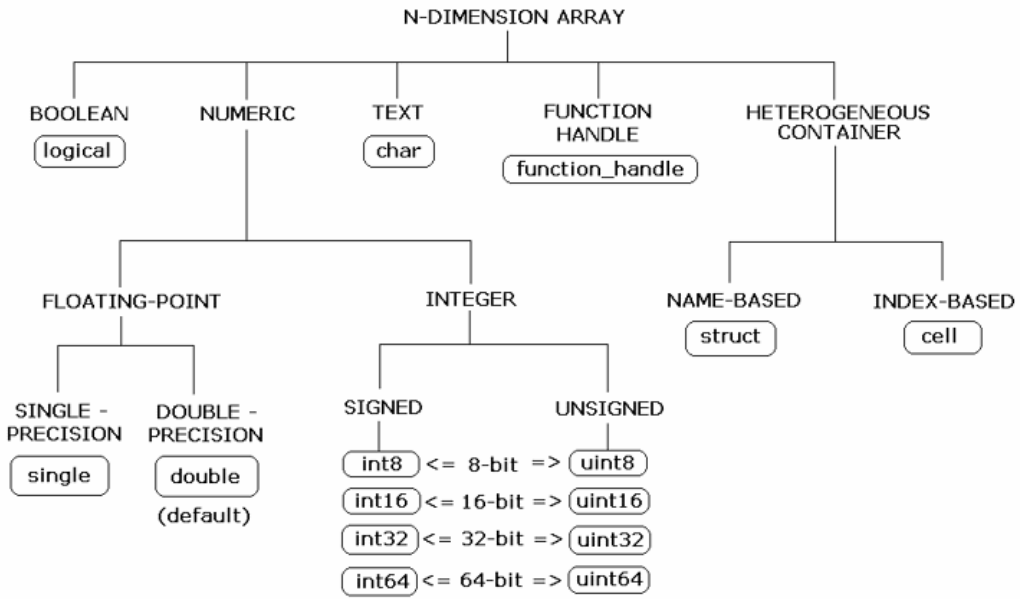 N-DIMENSION ARRAY
BOOLEAN
logical
NUMERIC
TEXT
char
FUNCTION
HANDLE
function_handle
HETEROGENEOUS
CONTAINER
FLOATING-POINT
INTEGER
NAME-BASED
struct
INDEX-BASED
cell
SINGLE -
PRECISION
single
DOUBLE -
PRECISION
double
(default)
SIGNED
UNSIGNED
int8 <= 8-bit => uint8
int16 <= 16-bit => uint16
int32 <= 32-bit => uint32
int64 <= 64-bit => uint64